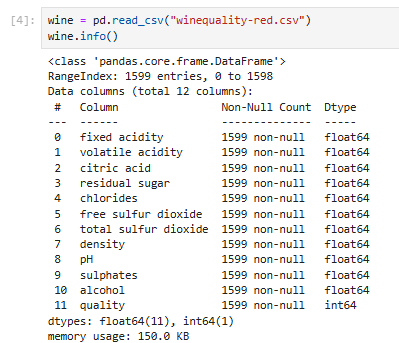 [4]: wine = pd.read_csv("winequality-red.csv")
wine.info()
<class 'pandas.core.frame.DataFrame'>
RangeIndex: 1599 entries, 0 to 1598
Data columns (total 12 columns):
 #   Column                Non-Null Count  Dtype
---  ------                --------------  -----
 0   fixed acidity         1599 non-null   float64
 1   volatile acidity      1599 non-null   float64
 2   citric acid           1599 non-null   float64
 3   residual sugar        1599 non-null   float64
 4   chlorides             1599 non-null   float64
 5   free sulfur dioxide   1599 non-null   float64
 6   total sulfur dioxide  1599 non-null   float64
 7   density               1599 non-null   float64
 8   pH                    1599 non-null   float64
 9   sulphates             1599 non-null   float64
 10  alcohol               1599 non-null   float64
 11  quality               1599 non-null   int64
dtypes: float64(11), int64(1)
memory usage: 150.0 KB